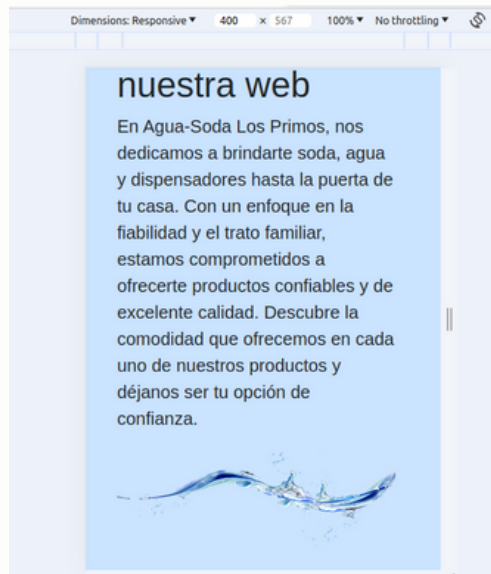 Dimensions: Responsive ▼ 400 × 567 100% ▼ No throttling ▼
nuestra web
En Agua-Soda Los Primos, nos
dedicamos a brindarte soda, agua
y dispensadores hasta la puerta de
tu casa. Con un enfoque en la
fiabilidad y el trato familiar,
estamos comprometidos a
ofrecerte productos confiables y de
excelente calidad. Descubre la
comodidad que ofrecemos en cada
uno de nuestros productos y
déjanos ser tu opción de
confianza.